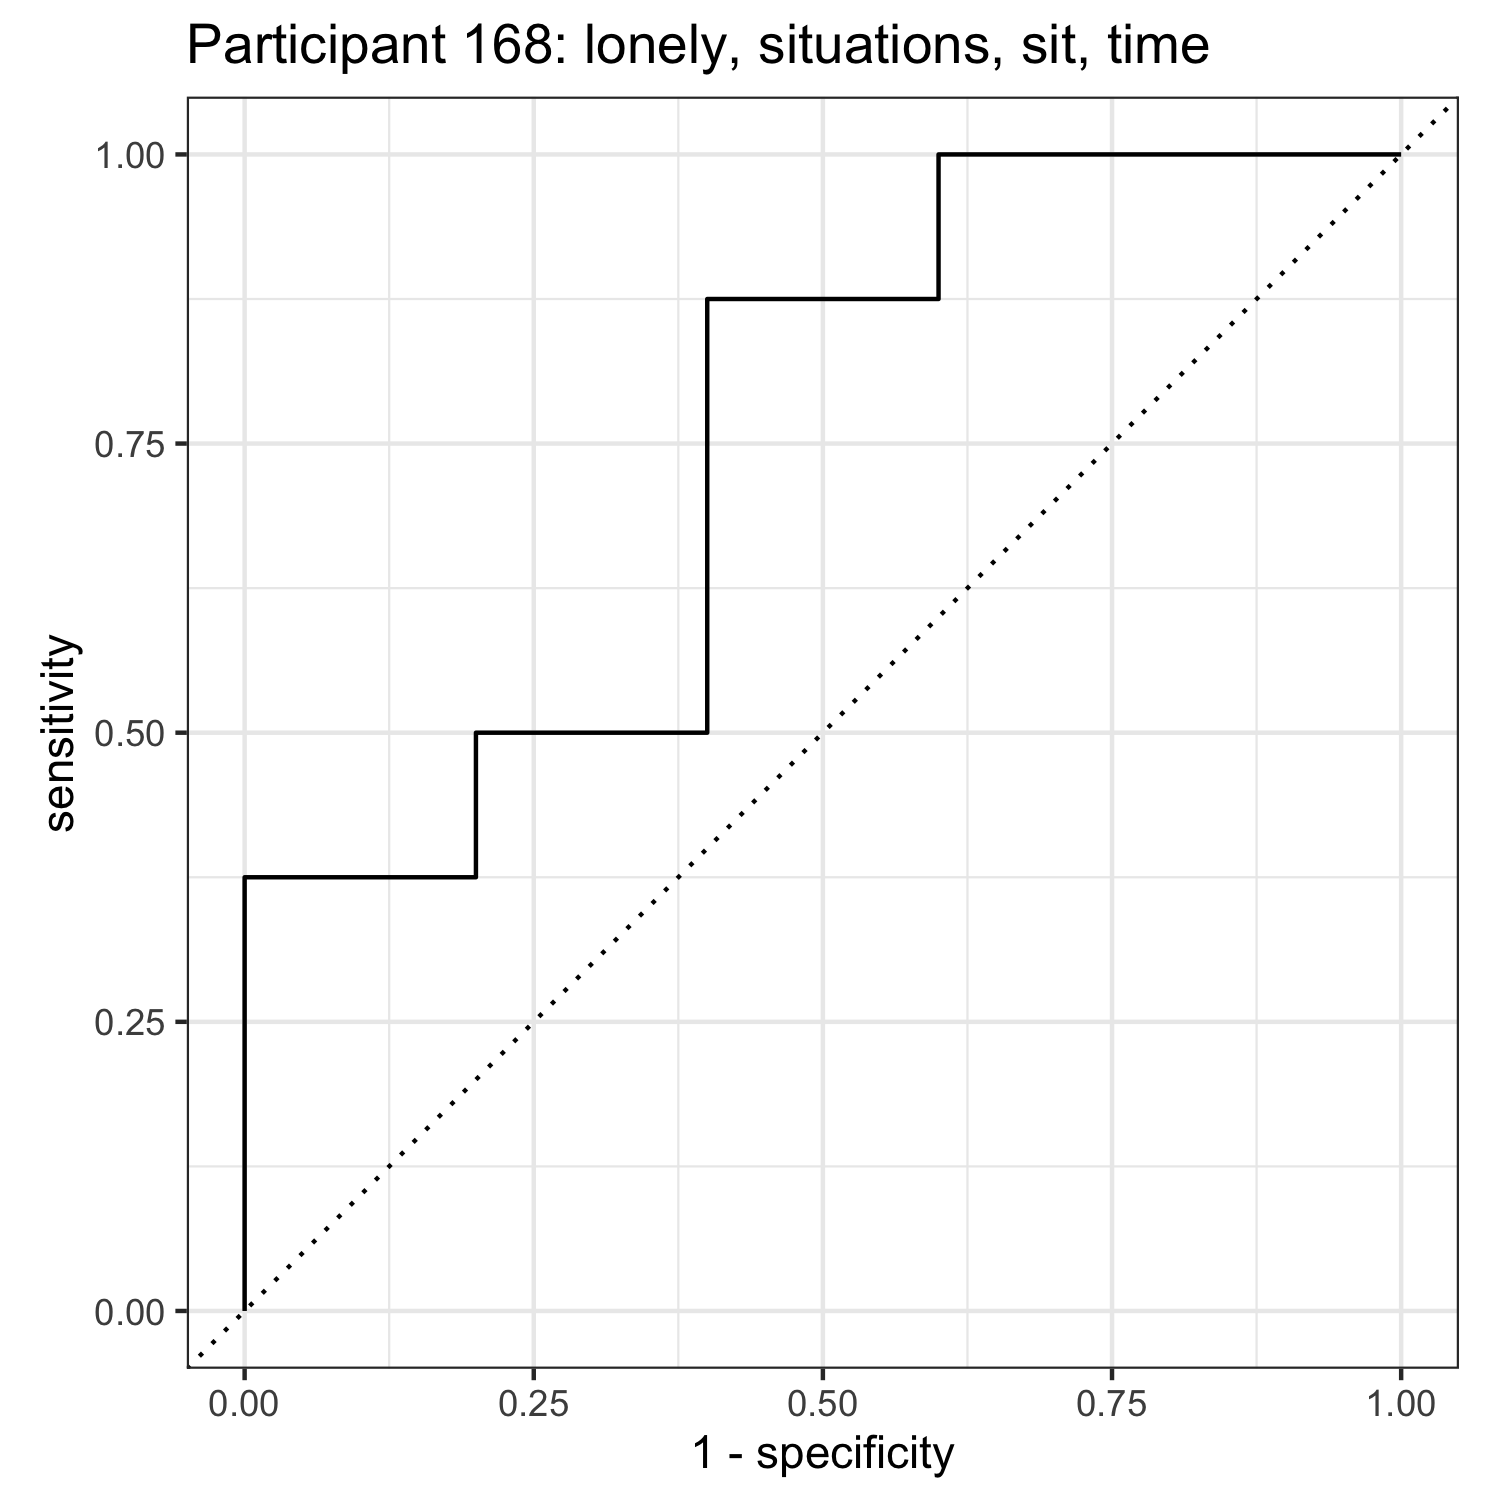 Participant 168: lonely, situations, sit, time
1.00
0.75
0.50
0.25
0.00
sensitivity
0.00 0.25 0.50 0.75 1.00
1 - specificity